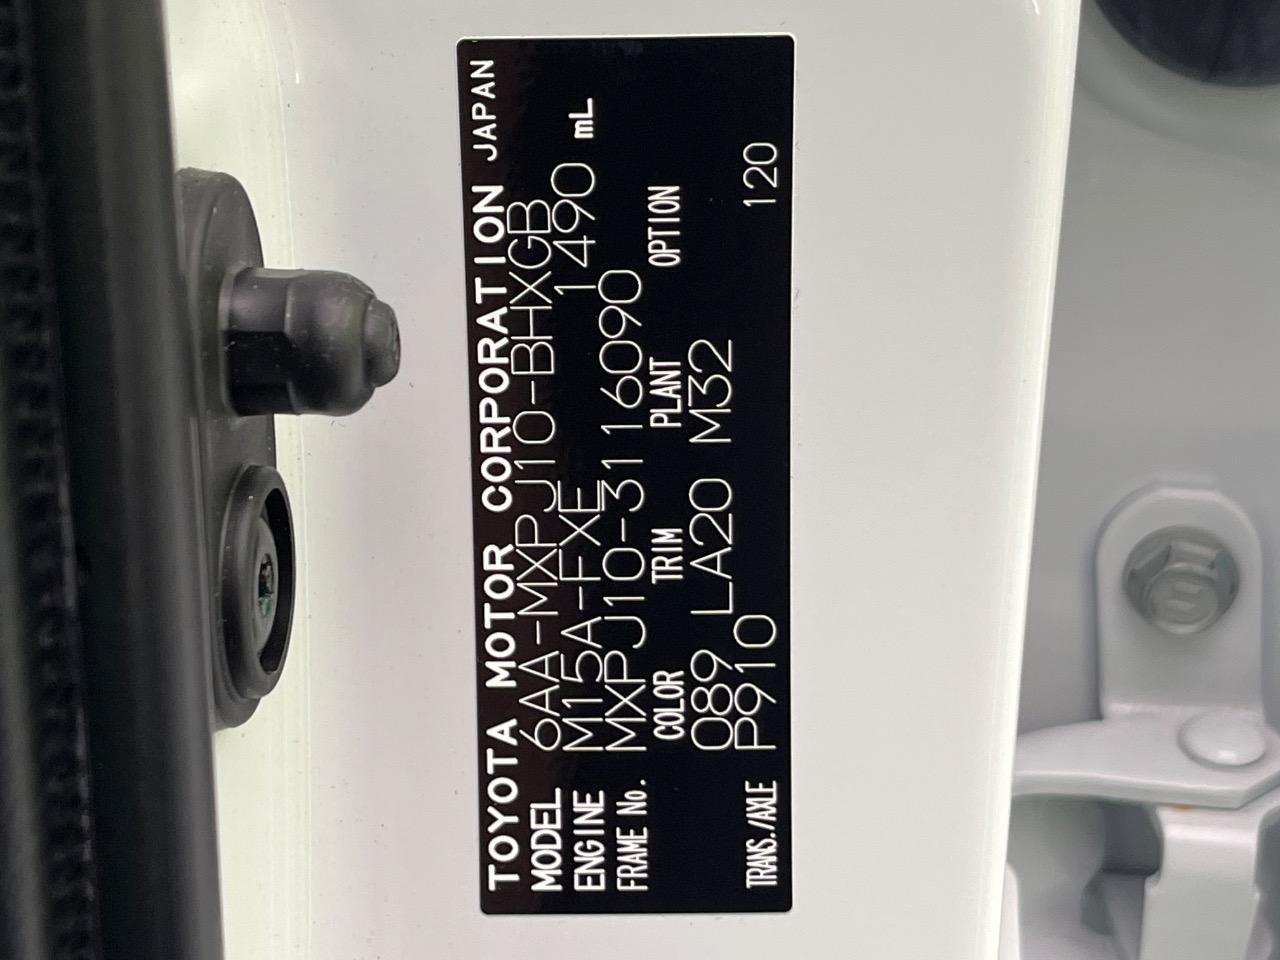 TOYOTA MOTOR CORPORATION JAPAN
MODEL 6AA-MXPJ10-BHXGB
ENGINE M15A-FXE 1490 mL
FRAME No. MXPJ10-3116090
COLOR TRIM PLANT OPTION
089 LA20 M32
TRANS./AXLE P910 120